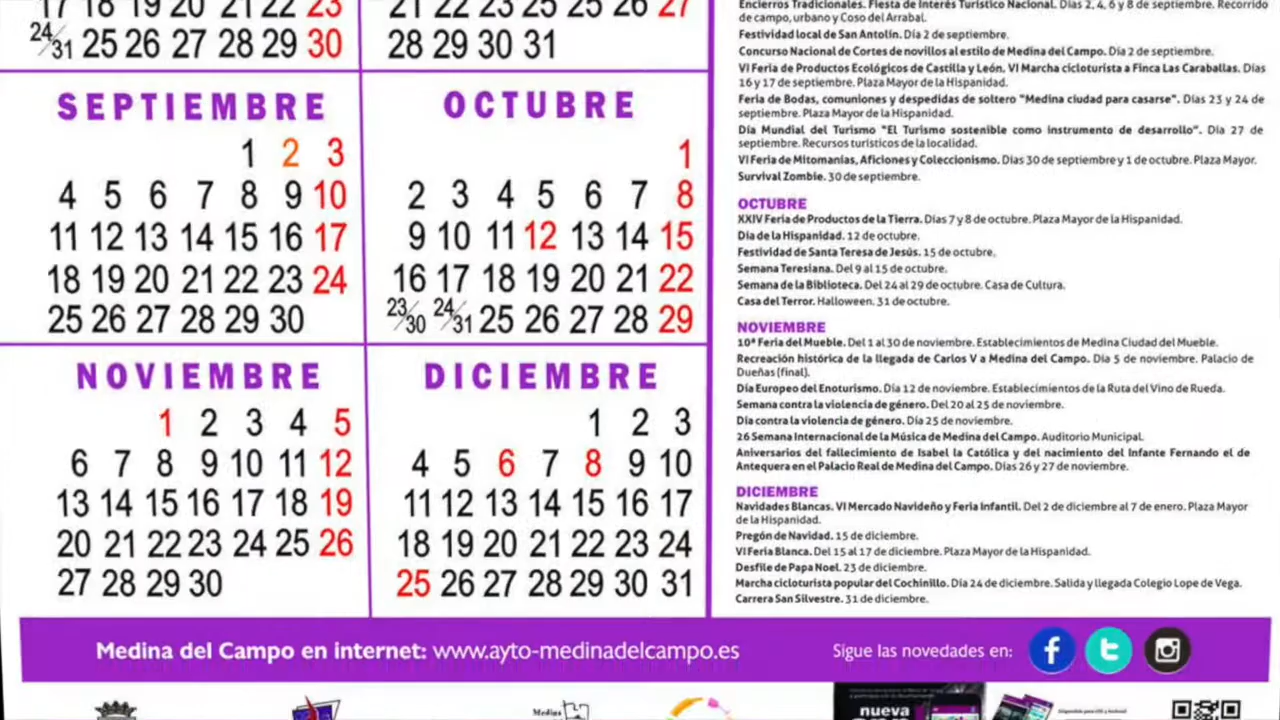 17 18 19 20 21 22 23
24/31 25 26 27 28 29 30
21 22 23 24 25 26 27
28 29 30 31
SEPTIEMBRE
1 2 3
4 5 6 7 8 9 10
11 12 13 14 15 16 17
18 19 20 21 22 23 24
25 26 27 28 29 30
OCTUBRE
1
2 3 4 5 6 7 8
9 10 11 12 13 14 15
16 17 18 19 20 21 22
23/30 24/31 25 26 27 28 29
NOVIEMBRE
1 2 3 4 5
6 7 8 9 10 11 12
13 14 15 16 17 18 19
20 21 22 23 24 25 26
27 28 29 30
DICIEMBRE
1 2 3
4 5 6 7 8 9 10
11 12 13 14 15 16 17
18 19 20 21 22 23 24
25 26 27 28 29 30 31
Encierros Tradicionales. Fiesta de Interés Turístico Nacional. Días 2, 4, 6 y 8 de septiembre. Recorrido
de campo, urbano y Coso del Arrabal.
Festividad local de San Antolín. Día 2 de septiembre.
Concurso Nacional de Cortes de novillos al estilo de Medina del Campo. Día 2 de septiembre.
VI Feria de Productos Ecológicos de Castilla y León. VI Marcha cicloturista a Finca Las Caraballas. Días
16 y 17 de septiembre. Plaza Mayor de la Hispanidad.
Feria de Bodas, comuniones y despedidas de soltero "Medina ciudad para casarse". Días 23 y 24 de
septiembre. Plaza Mayor de la Hispanidad.
Día Mundial del Turismo "El Turismo sostenible como instrumento de desarrollo". Día 27 de
septiembre. Recursos turísticos de la localidad.
VI Feria de Mitomanías, Aficiones y Coleccionismo. Días 30 de septiembre y 1 de octubre. Plaza Mayor.
Survival Zombie. 30 de septiembre.
OCTUBRE
XXIV Feria de Productos de la Tierra. Días 7 y 8 de octubre. Plaza Mayor de la Hispanidad.
Día de la Hispanidad. 12 de octubre.
Festividad de Santa Teresa de Jesús. 15 de octubre.
Semana Teresiana. Del 9 al 15 de octubre.
Semana de la Biblioteca. Del 24 al 29 de octubre. Casa de Cultura.
Casa del Terror. Halloween. 31 de octubre.
NOVIEMBRE
10ª Feria del Mueble. Del 1 al 30 de noviembre. Establecimientos de Medina Ciudad del Mueble.
Recreación histórica de la llegada de Carlos V a Medina del Campo. Día 5 de noviembre. Palacio de
Dueñas (final).
Día Europeo del Enoturismo. Día 12 de noviembre. Establecimientos de la Ruta del Vino de Rueda.
Semana contra la violencia de género. Del 20 al 25 de noviembre.
Día contra la violencia de género. Día 25 de noviembre.
26 Semana Internacional de la Música de Medina del Campo. Auditorio Municipal.
Aniversarios del fallecimiento de Isabel la Católica y del nacimiento del Infante Fernando el de
Antequera en el Palacio Real de Medina del Campo. Días 26 y 27 de noviembre.
DICIEMBRE
Navidades Blancas. VI Mercado Navideño y Feria Infantil. Del 2 de diciembre al 7 de enero. Plaza Mayor
de la Hispanidad.
Pregón de Navidad. 15 de diciembre.
VI Feria Blanca. Del 15 al 17 de diciembre. Plaza Mayor de la Hispanidad.
Desfile de Papa Noel. 23 de diciembre.
Marcha cicloturista popular del Cochinillo. Día 24 de diciembre. Salida y llegada Colegio Lope de Vega.
Carrera San Silvestre. 31 de diciembre.
Medina del Campo en internet: www.ayto-medinadelcampo.es
Sigue las novedades en:
Medina
nueva